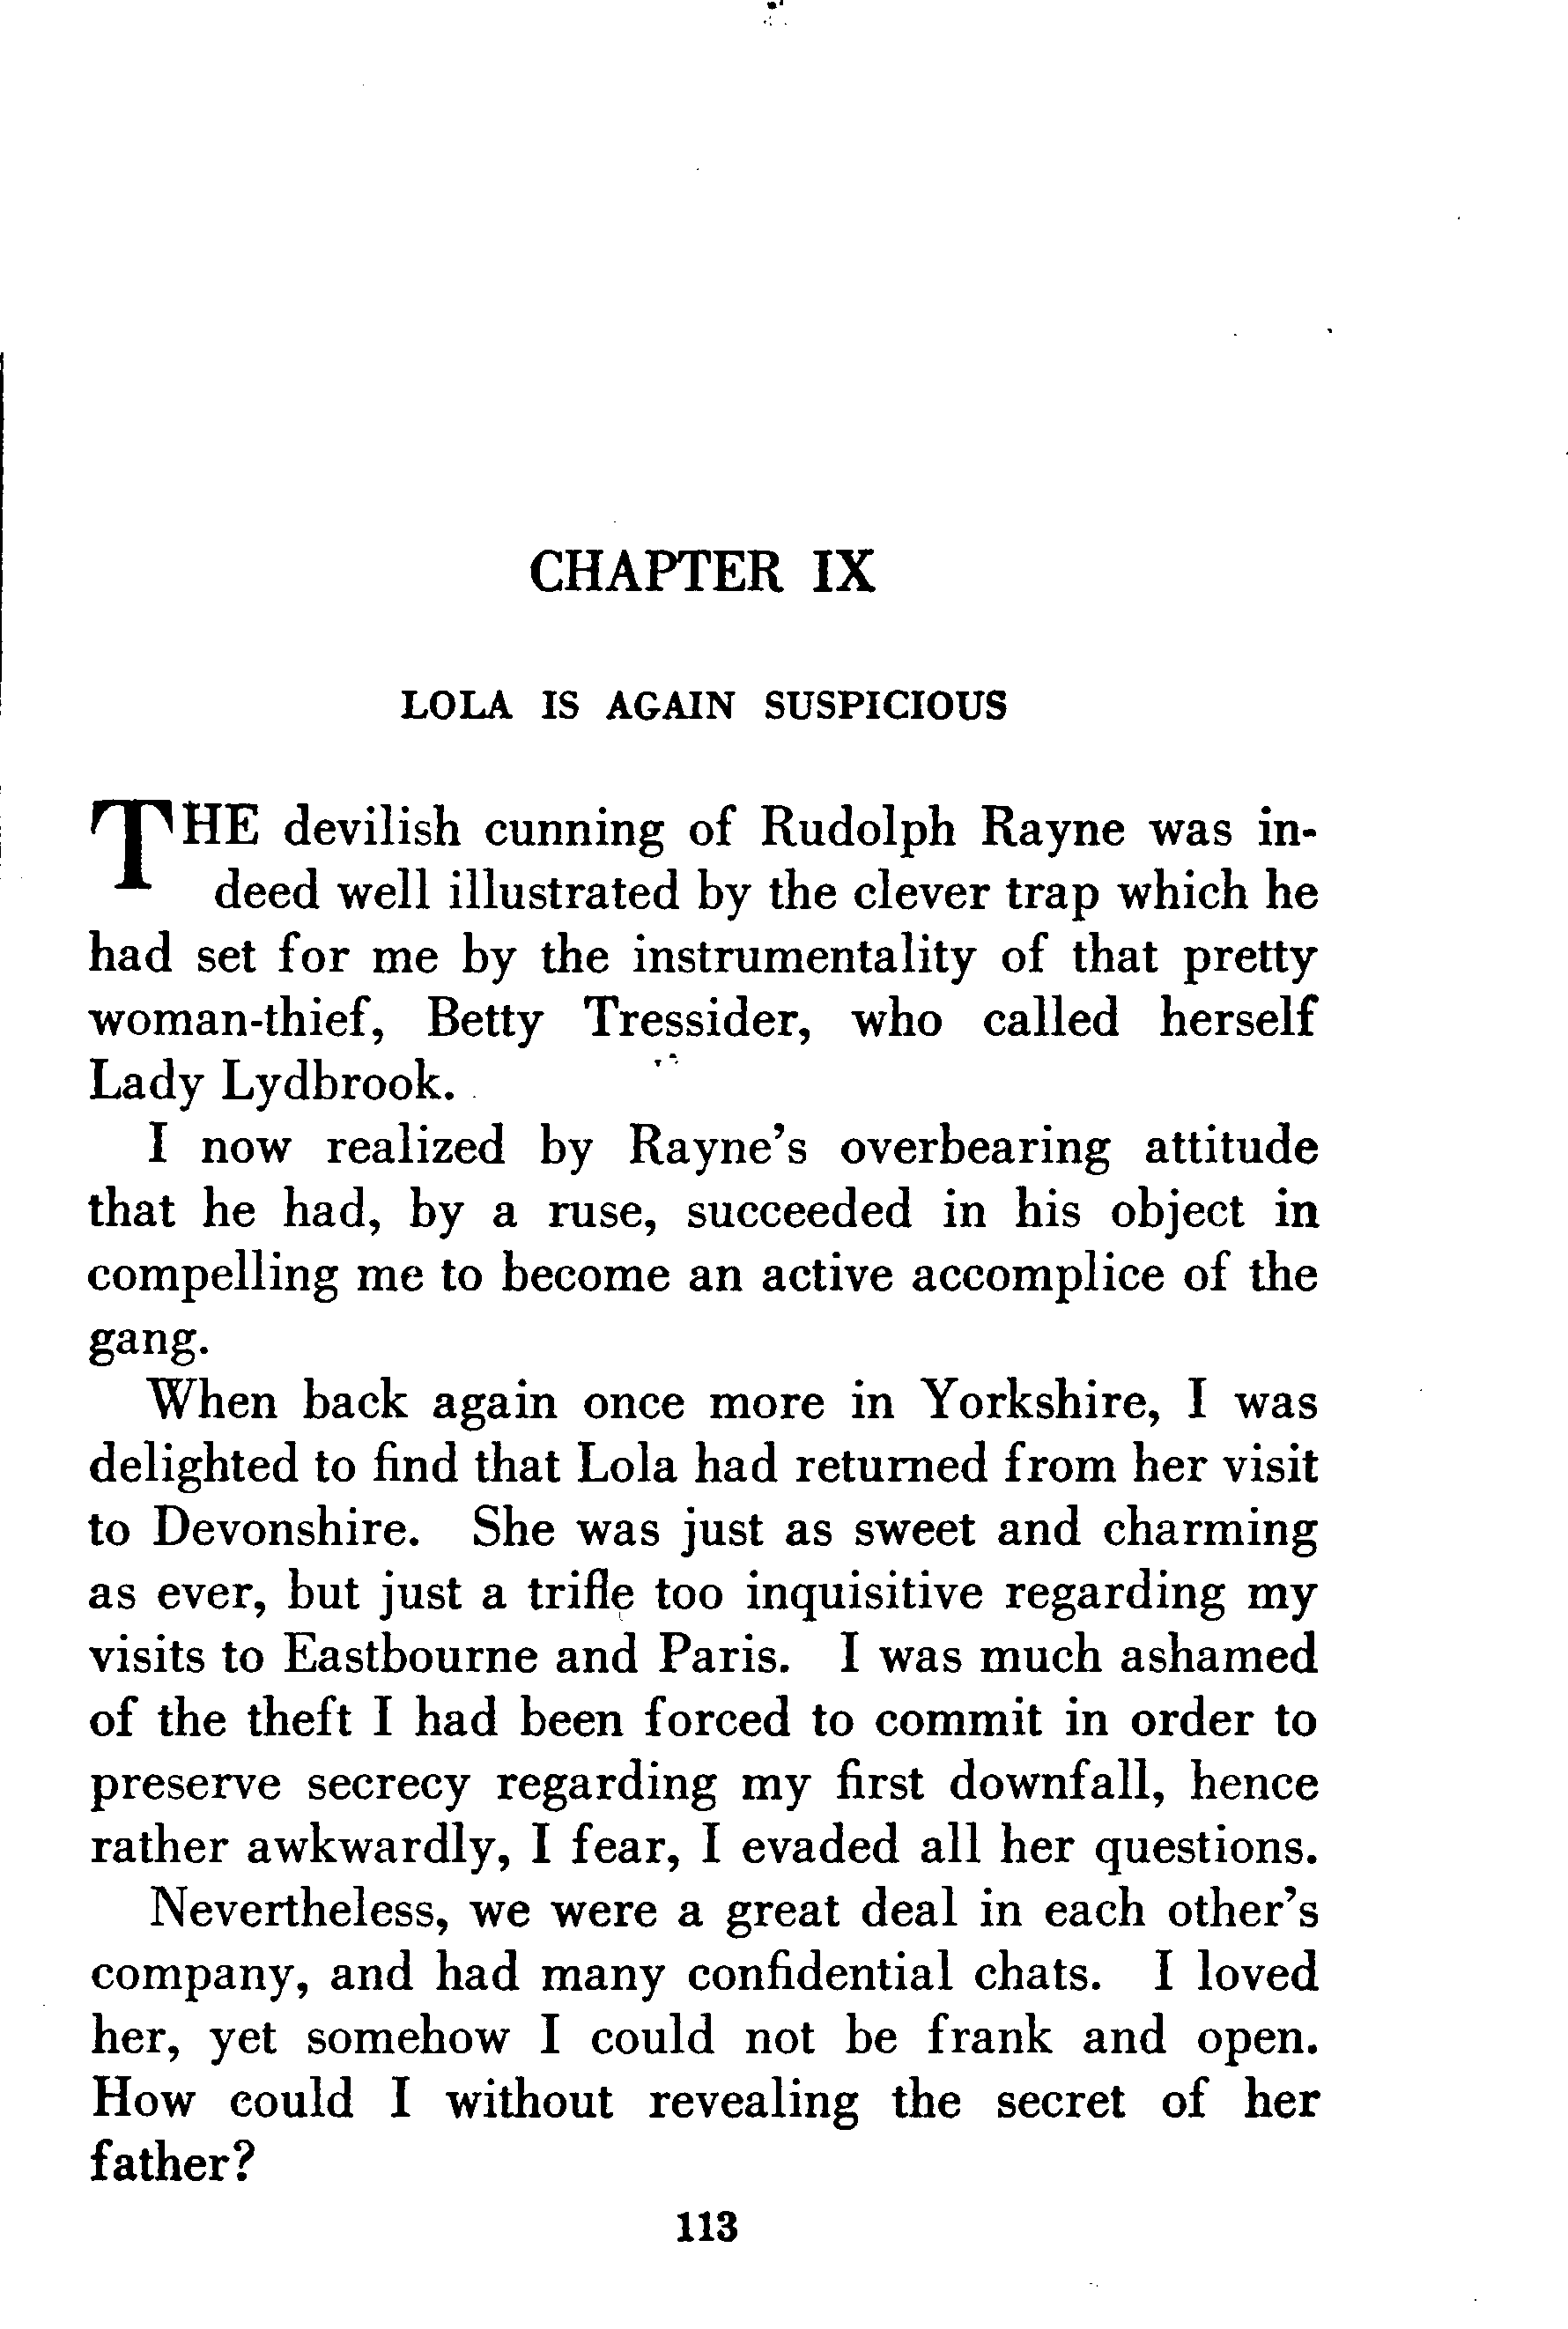 CHAPTER IX
LOLA IS AGAIN SUSPICIOUS
THE devilish cunning of Rudolph Rayne was in-
deed well illustrated by the clever trap which he
had set for me by the instrumentality of that pretty
woman-thief, Betty Tressider, who called herself
Lady Lydbrook.
I now realized by Rayne's overbearing attitude
that he had, by a ruse, succeeded in his object in
compelling me to become an active accomplice of the
gang.
When back again once more in Yorkshire, I was
delighted to find that Lola had returned from her visit
to Devonshire. She was just as sweet and charming
as ever, but just a trifle too inquisitive regarding my
visits to Eastbourne and Paris. I was much ashamed
of the theft I had been forced to commit in order to
preserve secrecy regarding my first downfall, hence
rather awkwardly, I fear, I evaded all her questions.
Nevertheless, we were a great deal in each other's
company, and had many confidential chats. I loved
her, yet somehow I could not be frank and open.
How could I without revealing the secret of her
father?
113